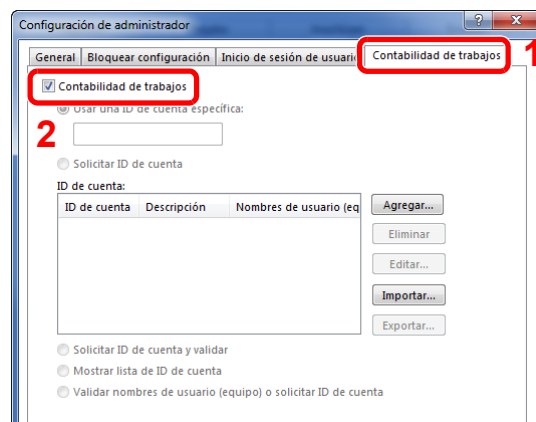 Configuración de administrador
General Bloquear configuración Inicio de sesión de usuario Contabilidad de trabajos 1
Contabilidad de trabajos
2 Usar una ID de cuenta específica:
Solicitar ID de cuenta
ID de cuenta:
ID de cuenta Descripción Nombres de usuario (eq Agregar...
Eliminar
Editar...
Importar...
Exportar...
Solicitar ID de cuenta y validar
Mostrar lista de ID de cuenta
Validar nombres de usuario (equipo) o solicitar ID de cuenta